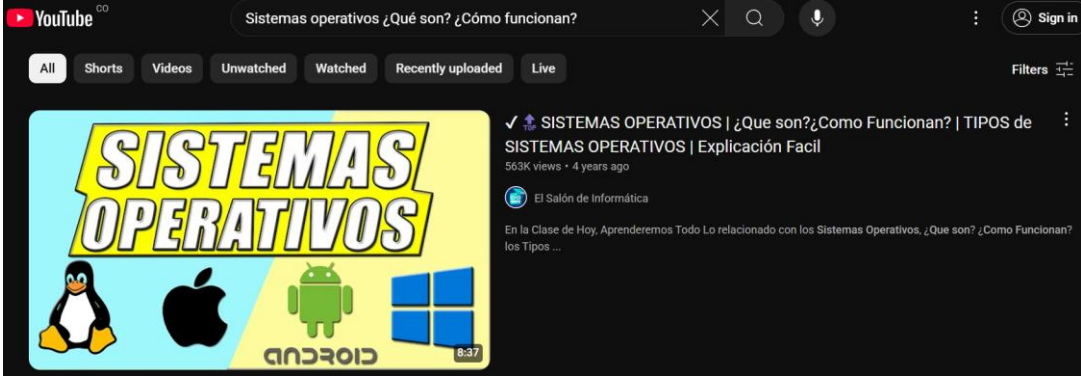 YouTube CO
Sistemas operativos ¿Qué son? ¿Cómo funcionan?
Sign in
All Shorts Videos Unwatched Watched Recently uploaded Live
Filters
SISTEMAS
OPERATIVOS
ANDROID
8:37
✓ 🔝 SISTEMAS OPERATIVOS | ¿Que son?¿Como Funcionan? | TIPOS de
SISTEMAS OPERATIVOS | Explicación Facil
563K views • 4 years ago
El Salón de Informática
En la Clase de Hoy, Aprenderemos Todo Lo relacionado con los Sistemas Operativos, ¿Que son? ¿Como Funcionan?
los Tipos ...